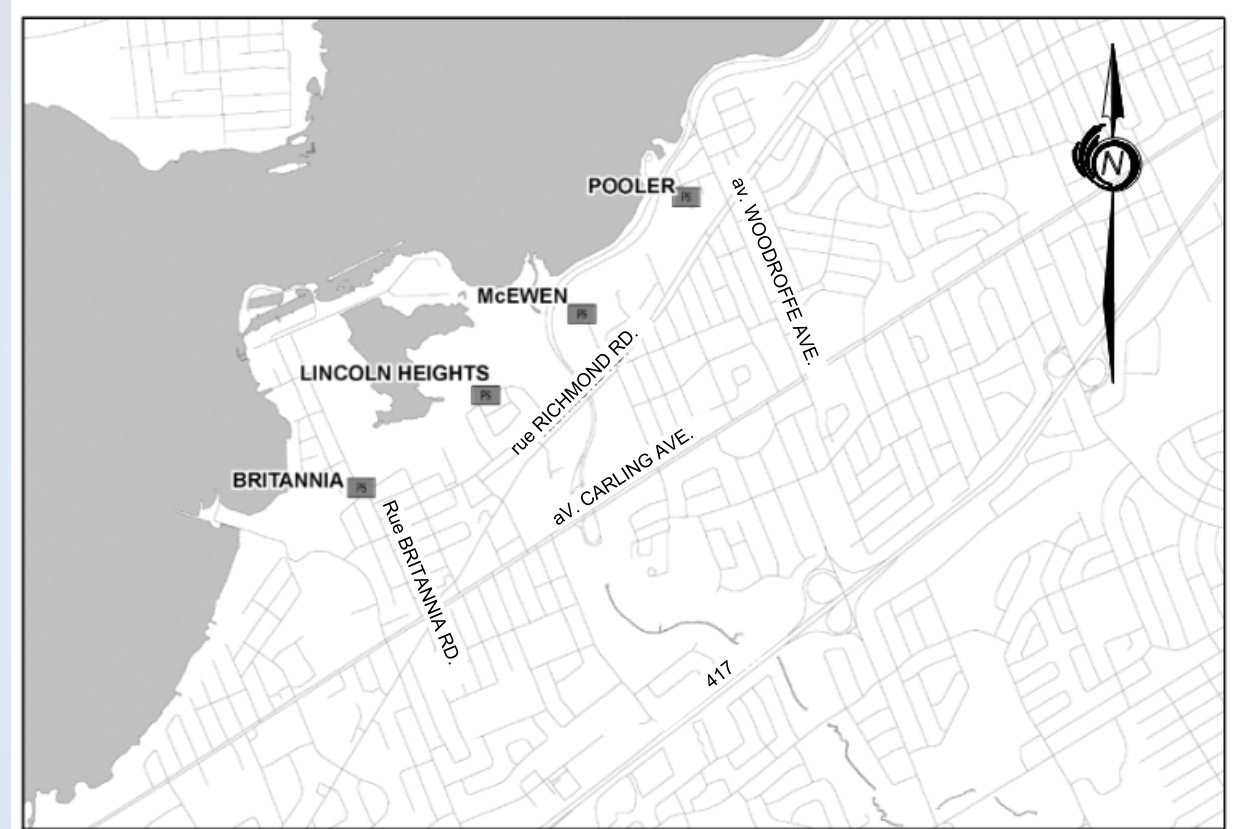 N
POOLER
PS
av. WOODROFFE AVE.
McEWEN
PS
rue RICHMOND RD.
LINCOLN HEIGHTS
PS
aV. CARLING AVE.
BRITANNIA
PS
Rue BRITANNIA RD.
417